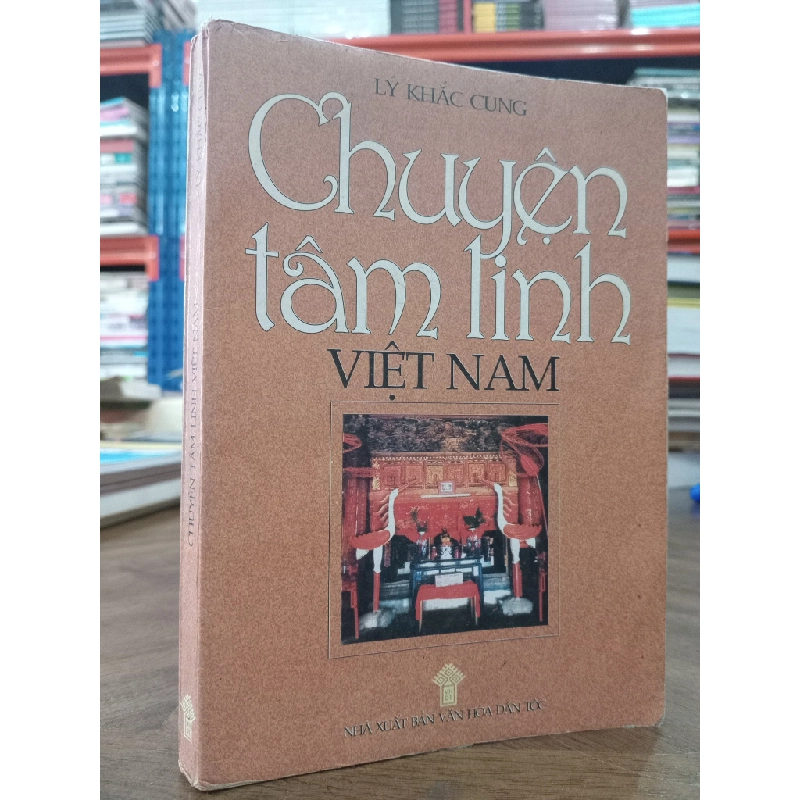 LÝ KHẮC CUNG
Chuyện
tâm linh
VIỆT NAM
NHÀ XUẤT BẢN VĂN HÓA DÂN TỘC
CHUYỆN TÂM LINH VIỆT NAM